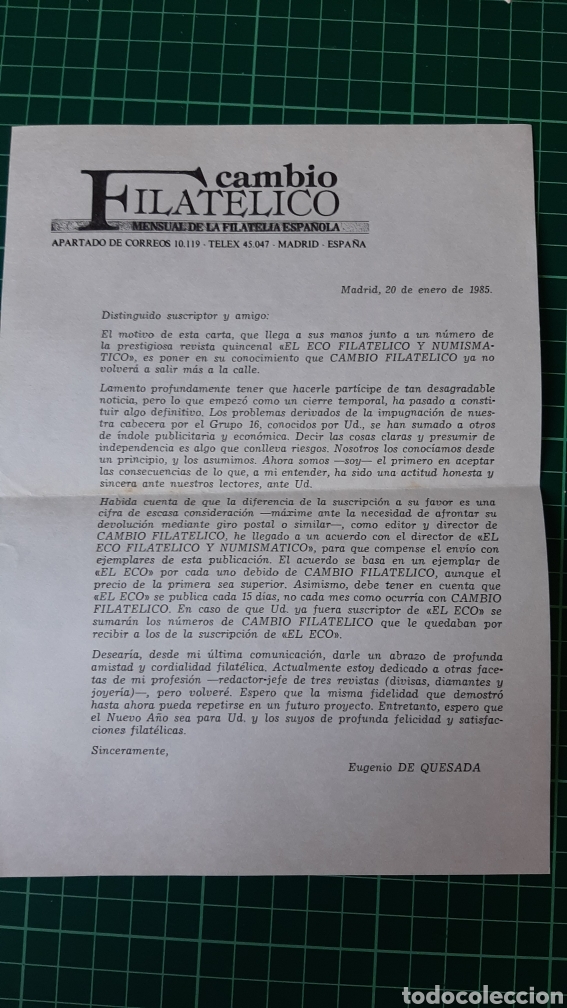 cambio
FILATELICO
MENSUAL DE LA FILATELIA ESPAÑOLA
APARTADO DE CORREOS 10.119 - TELEX 45.047 - MADRID - ESPAÑA
Madrid, 20 de enero de 1985.
Distinguido suscriptor y amigo:
El motivo de esta carta, que llega a sus manos junto a un número de
la prestigiosa revista quincenal «EL ECO FILATELICO Y NUMISMA-
TICO», es poner en su conocimiento que CAMBIO FILATELICO ya no
volverá a salir más a la calle.
Lamento profundamente tener que hacerle partícipe de tan desagradable
noticia, pero lo que empezó como un cierre temporal, ha pasado a consti-
tuir algo definitivo. Los problemas derivados de la impugnación de nues-
tra cabecera por el Grupo 16, conocidos por Ud., se han sumado a otros
de índole publicitaria y económica. Decir las cosas claras y presumir de
independencia es algo que conlleva riesgos. Nosotros los conocíamos desde
un principio, y los asumimos. Ahora somos —soy— el primero en aceptar
las consecuencias de lo que, a mi entender, ha sido una actitud honesta y
sincera ante nuestros lectores, ante Ud.
Habida cuenta de que la diferencia de la suscripción a su favor es una
cifra de escasa consideración —máxime ante la necesidad de afrontar su
devolución mediante giro postal o similar—, como editor y director de
CAMBIO FILATELICO, he llegado a un acuerdo con el director de «EL
ECO FILATELICO Y NUMISMATICO», para que compense el envío con
ejemplares de esta publicación. El acuerdo se basa en un ejemplar de
«EL ECO» por cada uno debido de CAMBIO FILATELICO, aunque el
precio de la primera sea superior. Asimismo, debe tener en cuenta que
«EL ECO» se publica cada 15 días, no cada mes como ocurría con CAMBIO
FILATELICO. En caso de que Ud. ya fuera suscriptor de «EL ECO» se
sumarán los números de CAMBIO FILATELICO que le quedaban por
recibir a los de la suscripción de «EL ECO».
Desearía, desde mi última comunicación, darle un abrazo de profunda
amistad y cordialidad filatélica. Actualmente estoy dedicado a otras face-
tas de mi profesión —redactor-jefe de tres revistas (divisas, diamantes y
joyería)—, pero volveré. Espero que la misma fidelidad que demostró
hasta ahora pueda repetirse en un futuro proyecto. Entretanto, espero que
el Nuevo Año sea para Ud. y los suyos de profunda felicidad y satisfac-
ciones filatélicas.
Sinceramente,
Eugenio DE QUESADA
todocoleccion